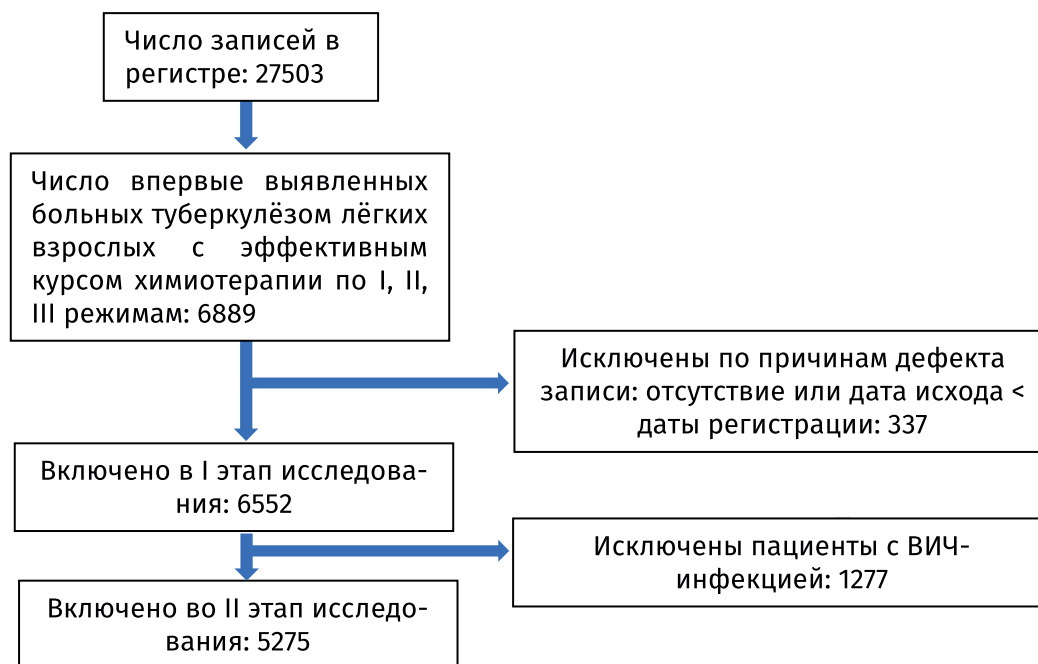 Число записей в
регистре: 27503
Число впервые выявленных
больных туберкулёзом лёгких
взрослых с эффективным
курсом химиотерапии по I, II,
III режимам: 6889
Исключены по причинам дефекта
записи: отсутствие или дата исхода <
даты регистрации: 337
Включено в I этап исследова-
ния: 6552
Исключены пациенты с ВИЧ-
инфекцией: 1277
Включено во II этап исследо-
вания: 5275